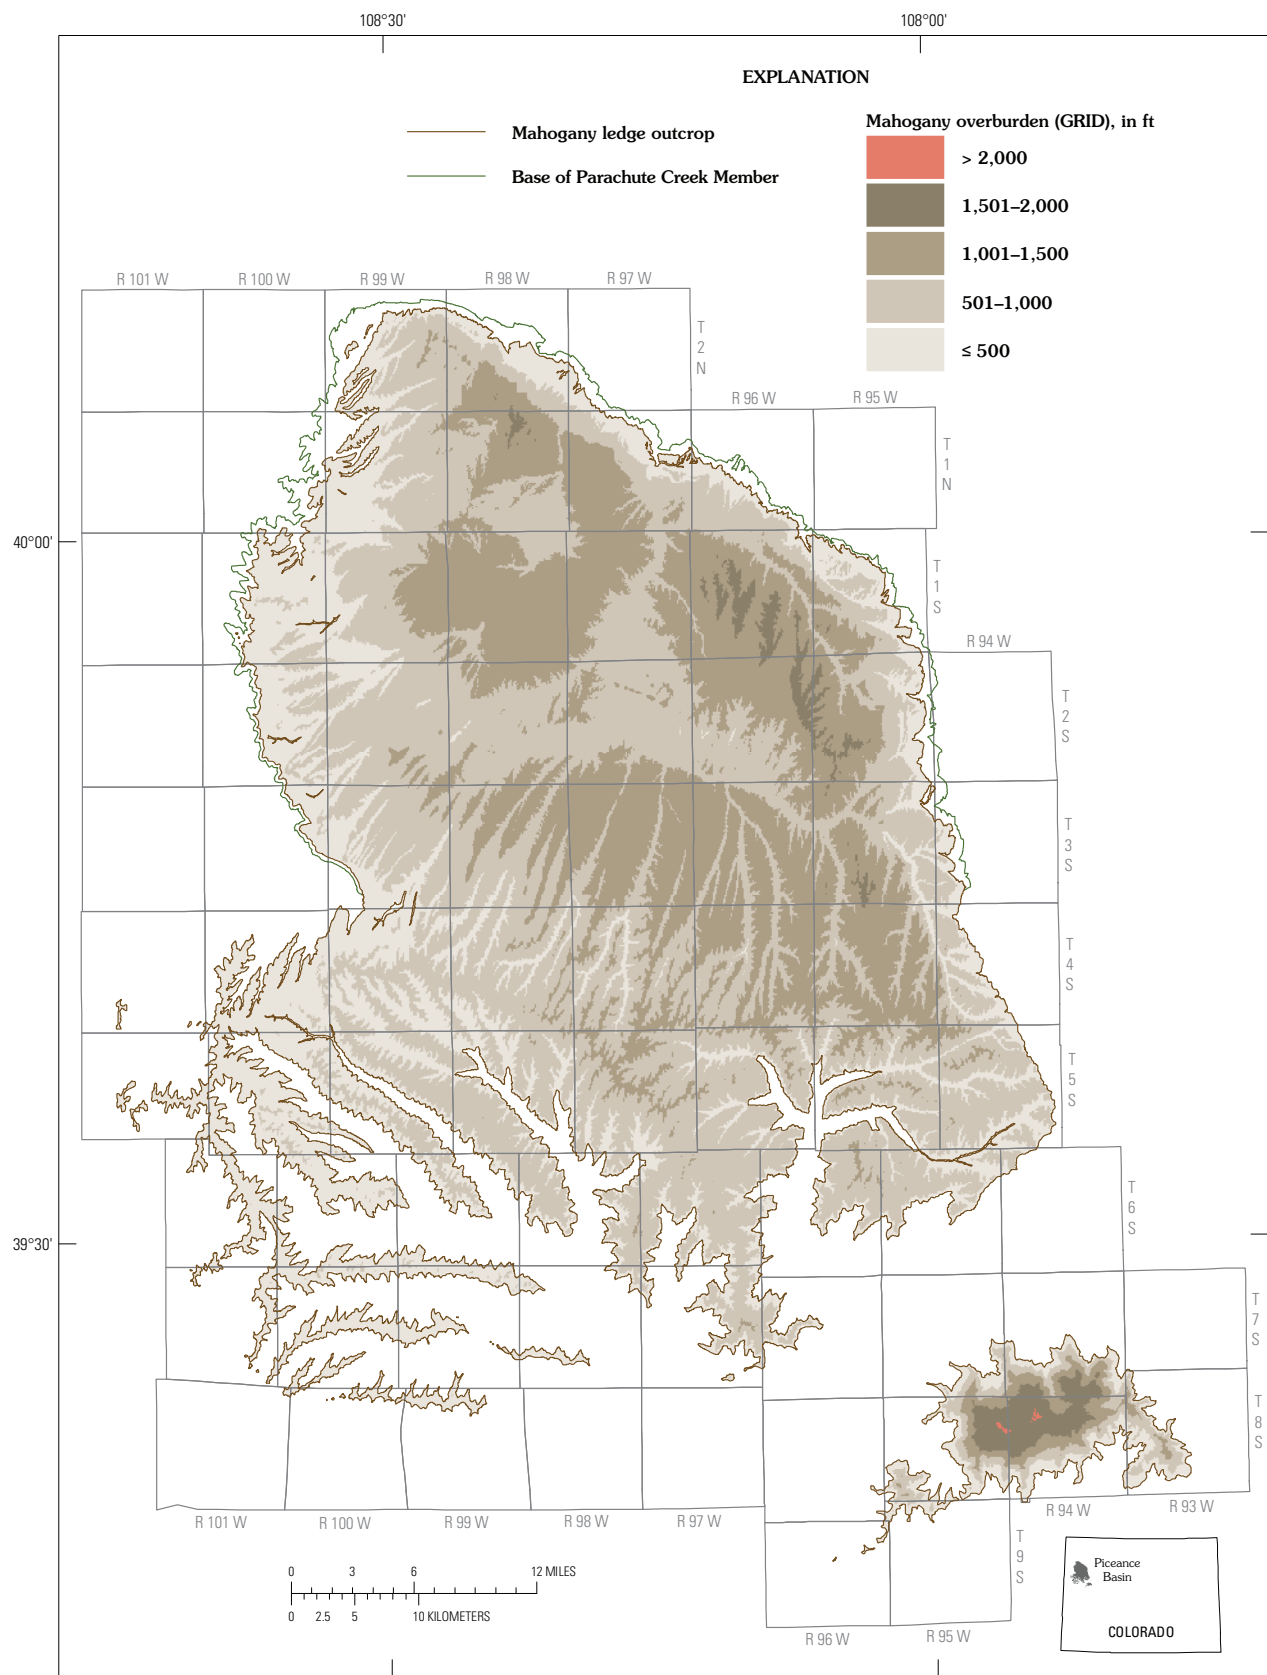 108°30'
108°00'
EXPLANATION
Mahogany ledge outcrop
Base of Parachute Creek Member
Mahogany overburden (GRID), in ft
> 2,000
1,501–2,000
1,001–1,500
501–1,000
≤ 500
R 101 W
R 100 W
R 99 W
R 98 W
R 97 W
T
2
N
R 96 W
R 95 W
T
1
N
40°00'
T
1
S
R 94 W
T
2
S
T
3
S
T
4
S
T
5
S
T
6
S
39°30'
T
7
S
T
8
S
R 101 W
R 100 W
R 99 W
R 98 W
R 97 W
R 94 W
R 93 W
T
9
S
R 96 W
R 95 W
0 3 6 12 MILES
0 2.5 5 10 KILOMETERS
Piceance
Basin
COLORADO